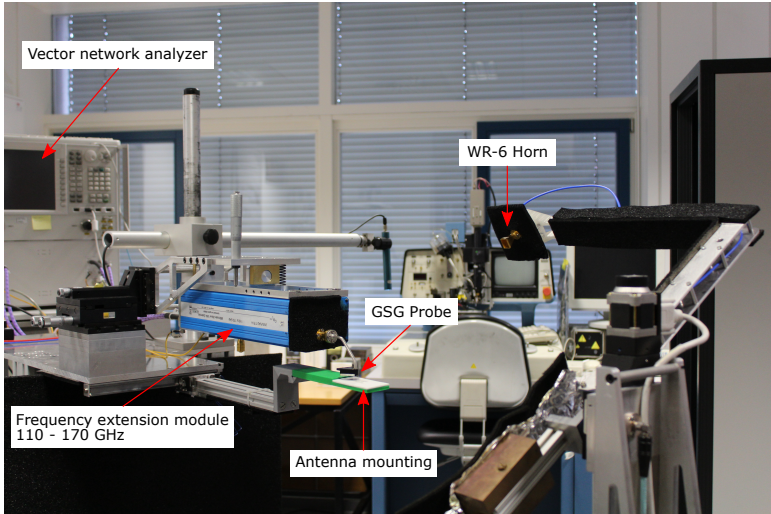 Vector network analyzer
WR-6 Horn
GSG Probe
Frequency extension module
110 - 170 GHz
Antenna mounting